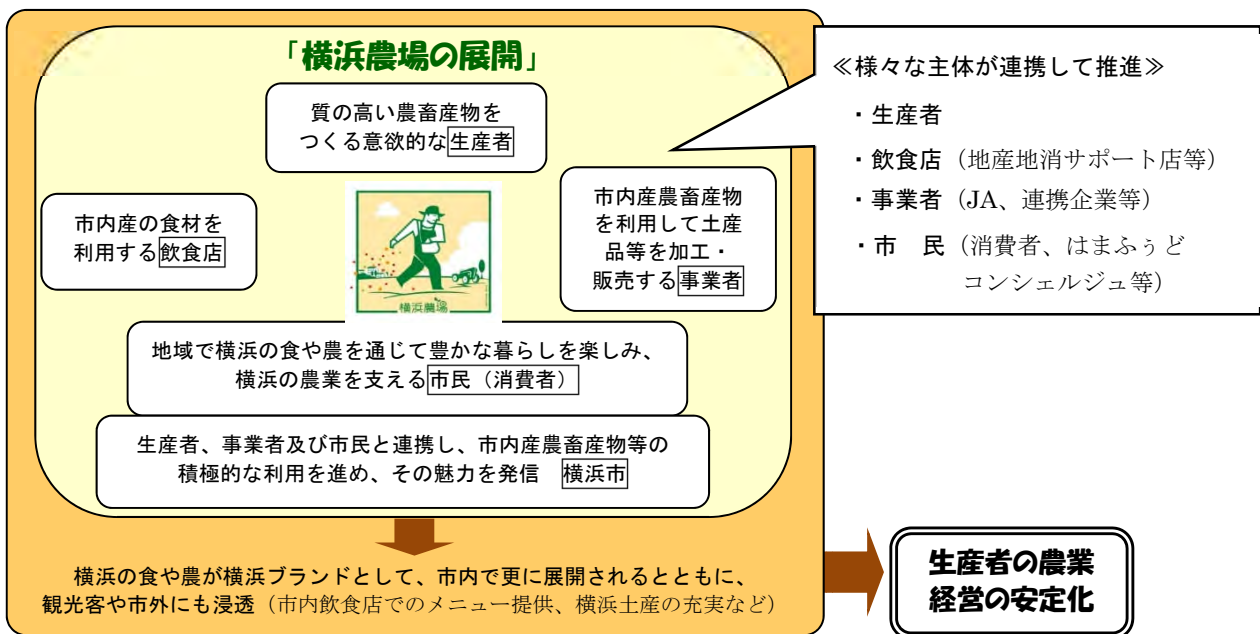 「横浜農場の展開」
質の高い農畜産物を
つくる意欲的な生産者
市内産の食材を
利用する飲食店
市内産農畜産物
を利用して土産
品等を加工・
販売する事業者
横浜農場
地域で横浜の食や農を通じて豊かな暮らしを楽しみ、
横浜の農業を支える市民（消費者）
生産者、事業者及び市民と連携し、市内産農畜産物等の
積極的な利用を進め、その魅力を発信　横浜市
横浜の食や農が横浜ブランドとして、市内で更に展開されるとともに、
観光客や市外にも浸透（市内飲食店でのメニュー提供、横浜土産の充実など）
≪様々な主体が連携して推進≫
・生産者
・飲食店（地産地消サポート店等）
・事業者（JA、連携企業等）
・市　民（消費者、はまふぅど
コンシェルジュ等）
生産者の農業
経営の安定化